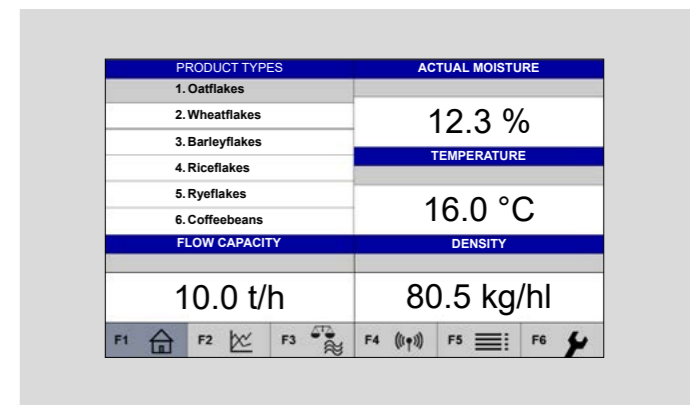 PRODUCT TYPES
1. Oatflakes
2. Wheatflakes
3. Barleyflakes
4. Riceflakes
5. Ryeflakes
6. Coffeebeans
ACTUAL MOISTURE
12.3 %
TEMPERATURE
16.0 °C
FLOW CAPACITY
10.0 t/h
DENSITY
80.5 kg/hl
F1 F2 F3 F4 F5 F6